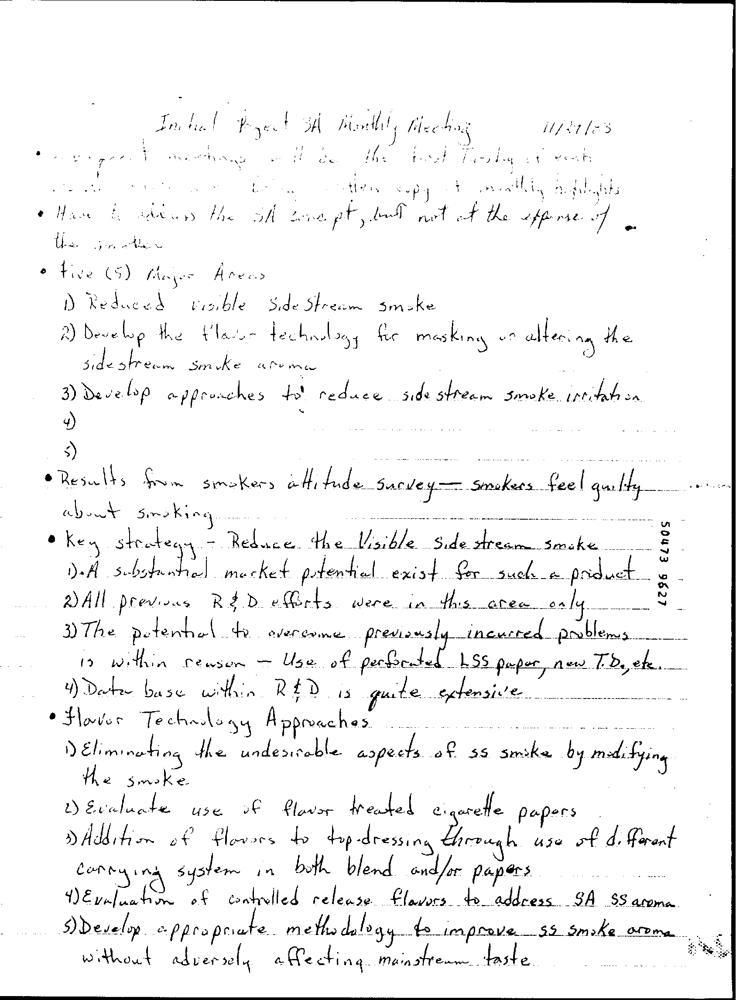 Initial Project SA Monthly Meeting 11/27/83
• meetings will be the first Tuesday of each
written copy of monthly highlights
• Have to address the SA concept, but not at the expense of
the smoker
• Five (5) Major Areas
1) Reduced visible Side Stream smoke
2) Develop the flavor technology for masking or altering the
sidestream smoke aroma
3) Develop approaches to reduce side stream smoke irritation
4)
5)
• Results from smokers attitude survey — smokers feel guilty
about smoking
• Key strategy - Reduce the Visible Side stream smoke
1) A substantial market potential exist for such a product
2) All previous R & D efforts were in this area only
3) The potential to overcome previously incurred problems
is within reason — Use of perforated LSS paper, new T.D., etc.
4) Data base within R & D is quite extensive
• Flavor Technology Approaches
1) Eliminating the undesirable aspects of ss smoke by modifying
the smoke
2) Evaluate use of flavor treated cigarette papers
3) Addition of flavors to top-dressing through use of different
carrying system in both blend and/or papers
4) Evaluation of controlled release flavors to address SA SS aroma
5) Develop appropriate methodology to improve ss smoke aroma
without adversely affecting mainstream taste
50473 9627